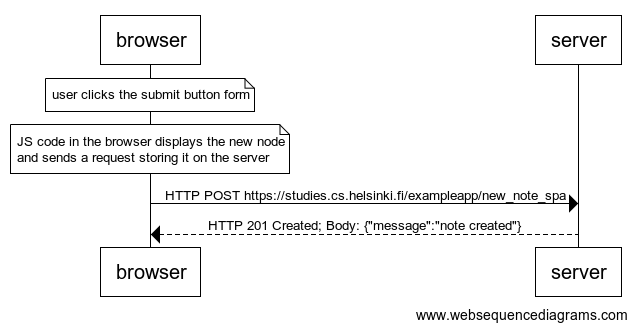 browser
server
user clicks the submit button form
JS code in the browser displays the new node
and sends a request storing it on the server
HTTP POST https://studies.cs.helsinki.fi/exampleapp/new_note_spa
HTTP 201 Created; Body: {"message":"note created"}
browser
server
www.websequencediagrams.com